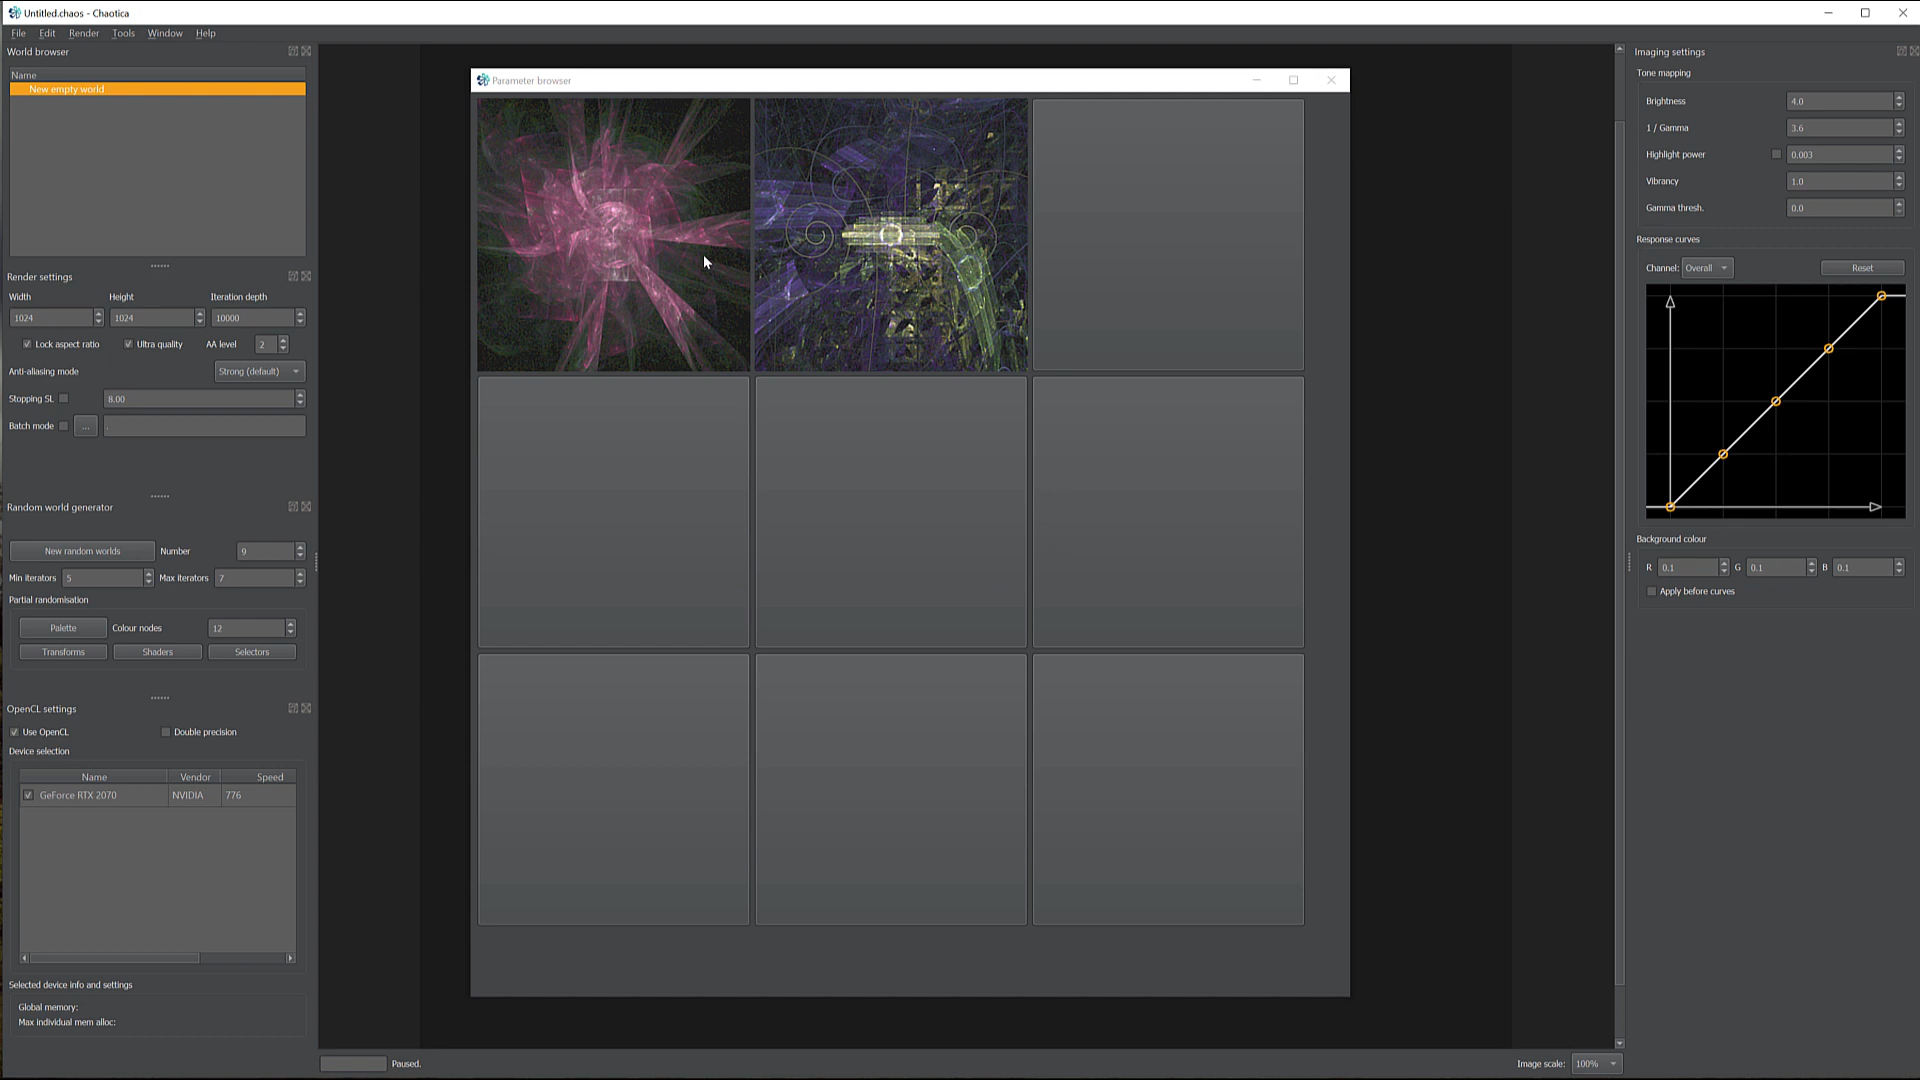 Untitled.chaos - Chaotica
File Edit Render Tools Window Help
World browser
Name
New empty world
Render settings
Width Height Iteration depth
1024 1024 10000
Lock aspect ratio Ultra quality AA level 2
Anti-aliasing mode Strong (default)
Stopping SL 8.00
Batch mode ... .
Random world generator
New random worlds Number 9
Min iterators 5 Max iterators 7
Partial randomisation
Palette Colour nodes 12
Transforms Shaders Selectors
OpenCL settings
Use OpenCL Double precision
Device selection
Name Vendor Speed
GeForce RTX 2070 NVIDIA 776
Selected device info and settings
Global memory:
Max individual mem alloc:
Parameter browser
Paused.
Image scale: 100%
Imaging settings
Tone mapping
Brightness 4.0
1 / Gamma 3.6
Highlight power 0.003
Vibrancy 1.0
Gamma thresh. 0.0
Response curves
Channel: Overall Reset
Background colour
R 0.1 G 0.1 B 0.1
Apply before curves